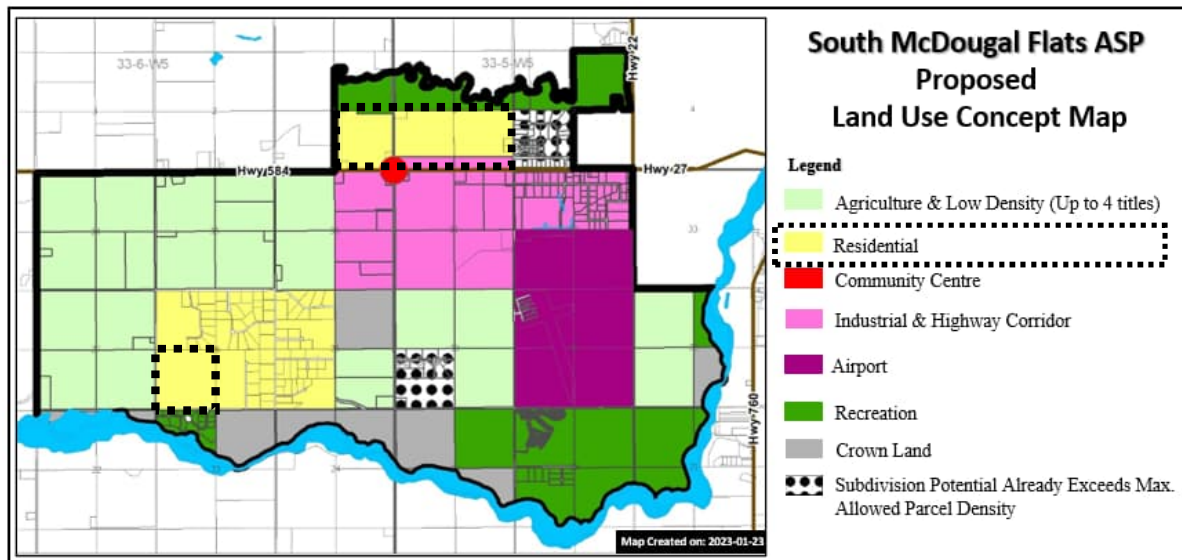 South McDougal Flats ASP
Proposed
Land Use Concept Map
Legend
Agriculture & Low Density (Up to 4 titles)
Residential
Community Centre
Industrial & Highway Corridor
Airport
Recreation
Crown Land
Subdivision Potential Already Exceeds Max.
Allowed Parcel Density
33-6-W5
33-5-W5
Hwy-22
4
Hwy-584
Hwy-27
33
Hwy-760
Map Created on: 2023-01-23